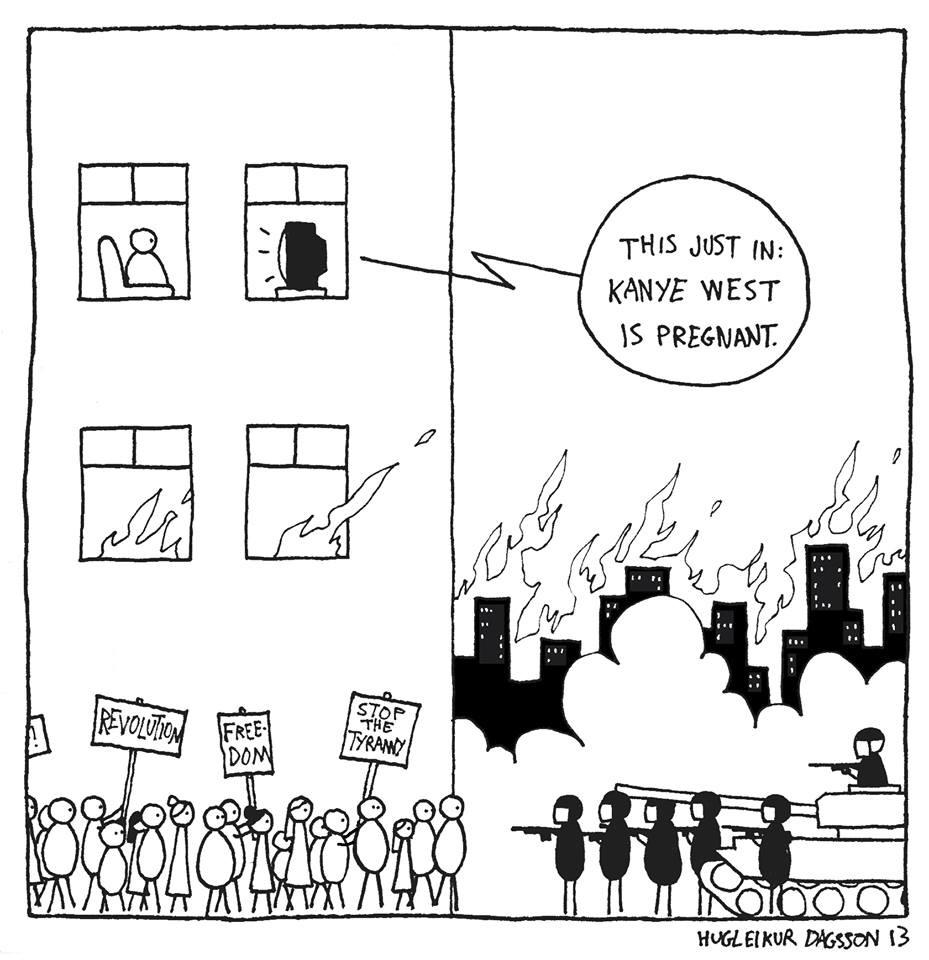 THIS JUST IN:
KANYE WEST
IS PREGNANT.
!
REVOLUTION
FREE-
DOM
STOP
THE
TYRANNY
HUGLEIKUR DAGSSON 13